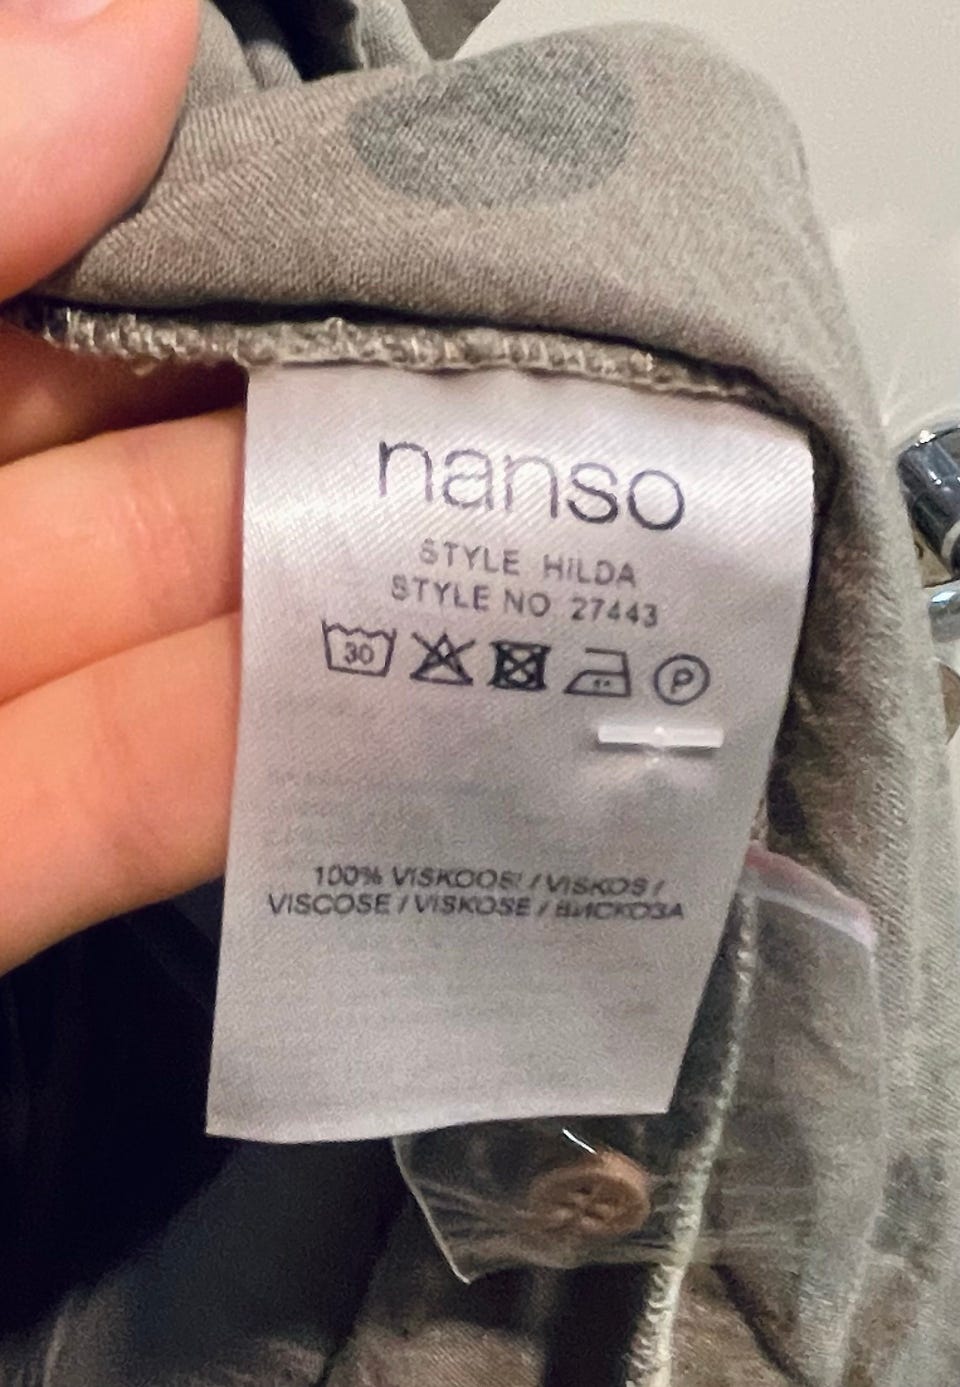 nanso
STYLE HILDA
STYLE NO 27443
30 P
100% VISKOOSI / VISKOS /
VISCOSE / VISKOSE / ВИСКОЗА